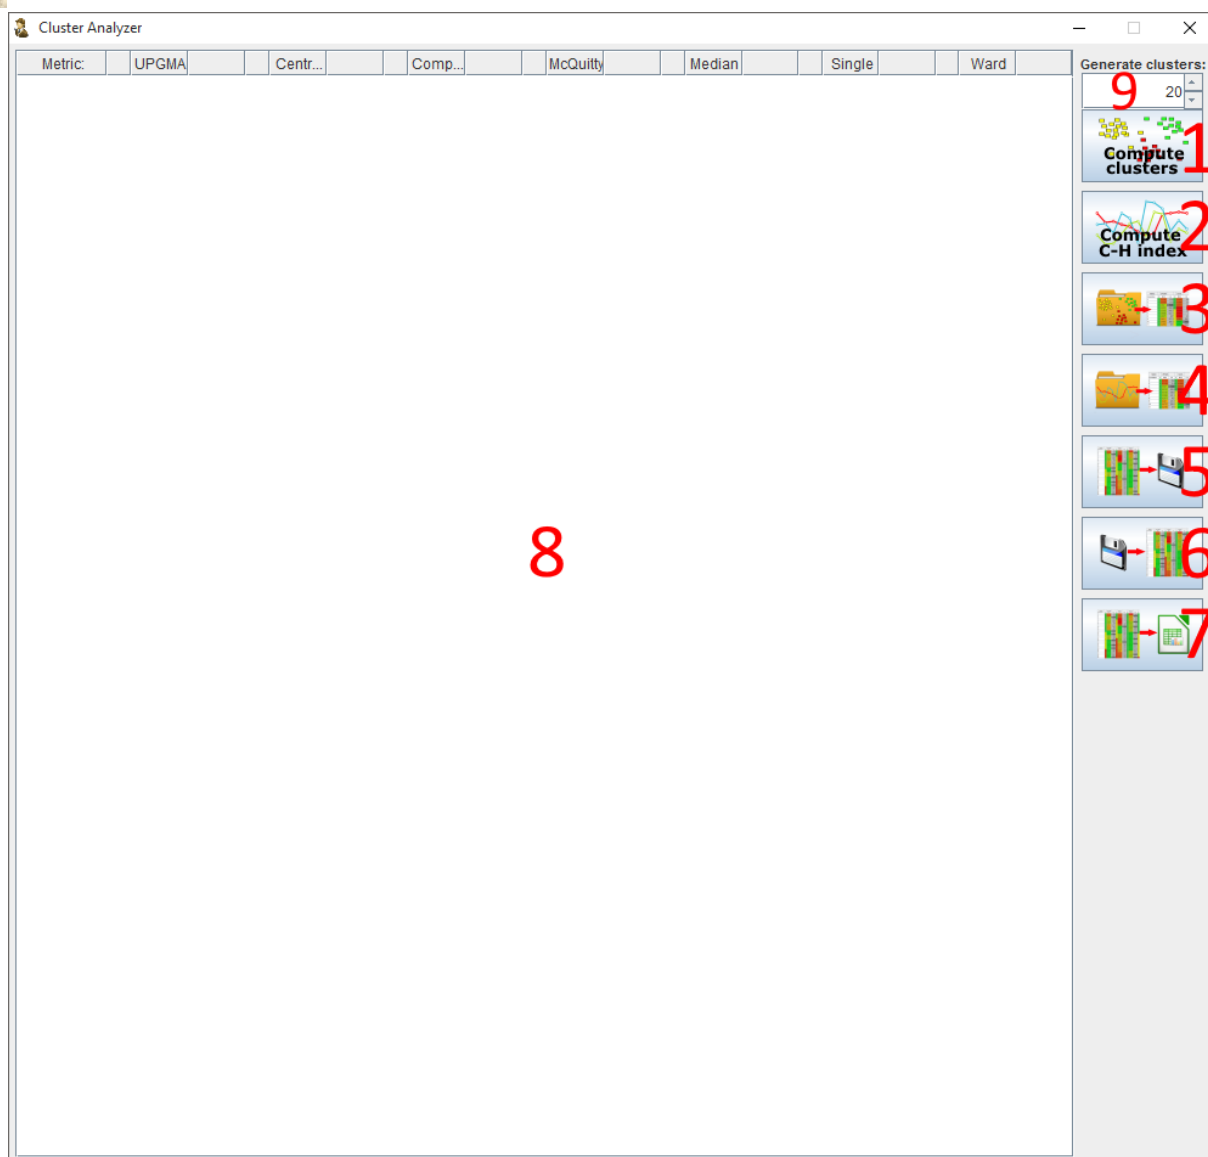 Cluster Analyzer
Metric: UPGMA Centr... Comp... McQuitty Median Single Ward
Generate clusters:
9 20
Compute clusters 1
Compute C-H index 2
3
4
5
6
7
8